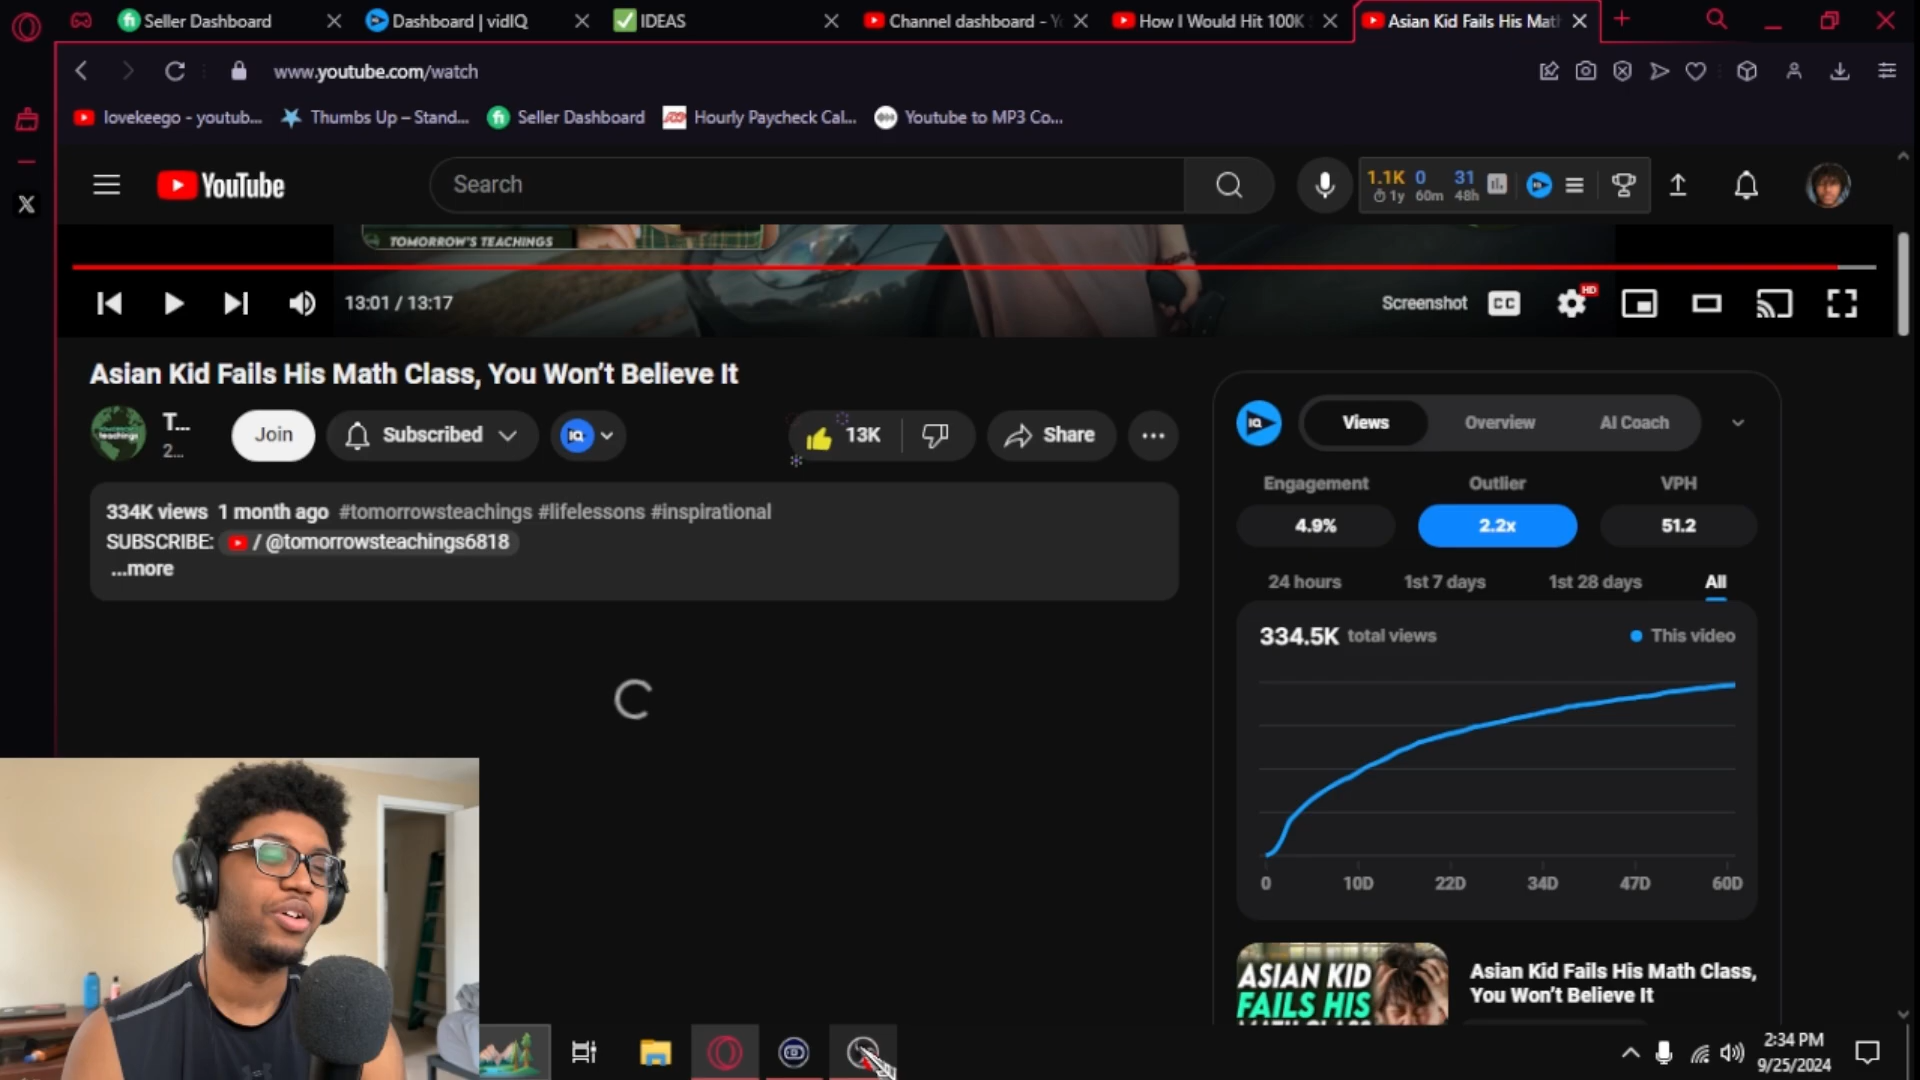 Seller Dashboard
Dashboard | vidIQ
IDEAS
Channel dashboard - Y
How I Would Hit 100K
Asian Kid Fails His Mat
www.youtube.com/watch
lovekeego - youtub...
Thumbs Up – Stand...
fi Seller Dashboard
Hourly Paycheck Cal...
Youtube to MP3 Co...
YouTube
Search
1.1K 0 31
1y 60m 48h
TOMORROW'S TEACHINGS
13:01 / 13:17
Screenshot
CC
HD
Asian Kid Fails His Math Class, You Won't Believe It
T...
2...
Join
Subscribed
IQ
13K
Share
334K views 1 month ago #tomorrowsteachings #lifelessons #inspirational
SUBSCRIBE: / @tomorrowsteachings6818
...more
IQ
Views
Overview
AI Coach
Engagement
Outlier
VPH
4.9%
2.2x
51.2
24 hours
1st 7 days
1st 28 days
All
334.5K total views
This video
0
10D
22D
34D
47D
60D
ASIAN KID
FAILS HIS
Asian Kid Fails His Math Class,
You Won't Believe It
2:34 PM
9/25/2024